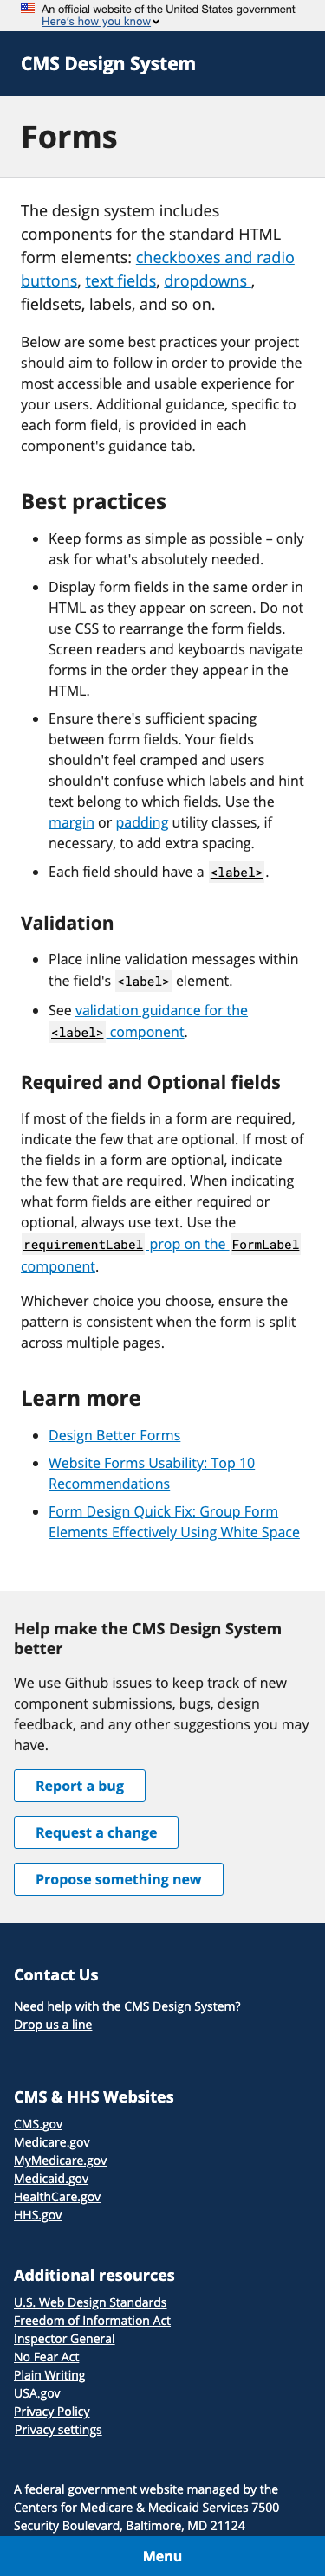 An official website of the United States government
Here's how you know
CMS Design System
Forms
The design system includes
components for the standard HTML
form elements: checkboxes and radio
buttons, text fields, dropdowns ,
fieldsets, labels, and so on.
Below are some best practices your project
should aim to follow in order to provide the
most accessible and usable experience for
your users. Additional guidance, specific to
each form field, is provided in each
component's guidance tab.
Best practices
• Keep forms as simple as possible – only
ask for what's absolutely needed.
• Display form fields in the same order in
HTML as they appear on screen. Do not
use CSS to rearrange the form fields.
Screen readers and keyboards navigate
forms in the order they appear in the
HTML.
• Ensure there's sufficient spacing
between form fields. Your fields
shouldn't feel cramped and users
shouldn't confuse which labels and hint
text belong to which fields. Use the
margin or padding utility classes, if
necessary, to add extra spacing.
• Each field should have a <label>.
Validation
• Place inline validation messages within
the field's <label> element.
• See validation guidance for the
<label> component.
Required and Optional fields
If most of the fields in a form are required,
indicate the few that are optional. If most of
the fields in a form are optional, indicate
the few that are required. When indicating
what form fields are either required or
optional, always use text. Use the
requirementLabel prop on the FormLabel
component.
Whichever choice you choose, ensure the
pattern is consistent when the form is split
across multiple pages.
Learn more
• Design Better Forms
• Website Forms Usability: Top 10
Recommendations
• Form Design Quick Fix: Group Form
Elements Effectively Using White Space
Help make the CMS Design System
better
We use Github issues to keep track of new
component submissions, bugs, design
feedback, and any other suggestions you may
have.
Report a bug
Request a change
Propose something new
Contact Us
Need help with the CMS Design System?
Drop us a line
CMS & HHS Websites
CMS.gov
Medicare.gov
MyMedicare.gov
Medicaid.gov
HealthCare.gov
HHS.gov
Additional resources
U.S. Web Design Standards
Freedom of Information Act
Inspector General
No Fear Act
Plain Writing
USA.gov
Privacy Policy
Privacy settings
A federal government website managed by the
Centers for Medicare & Medicaid Services 7500
Security Boulevard, Baltimore, MD 21124
Menu